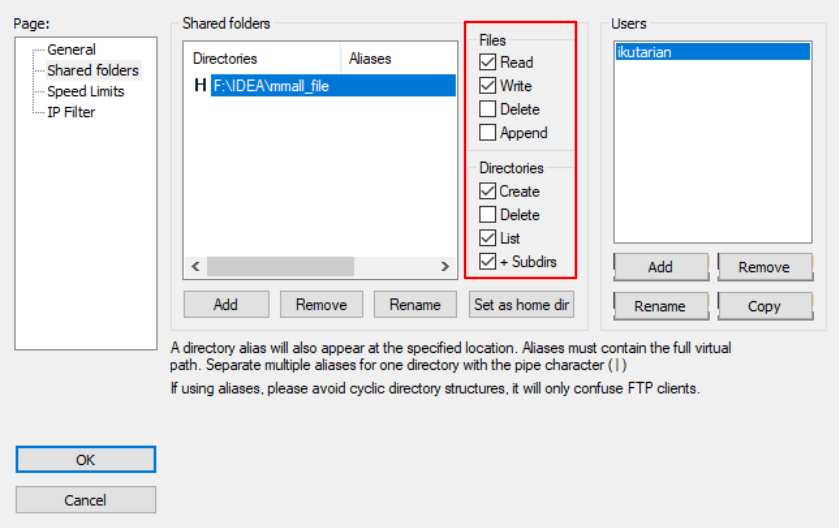 Page:
General
Shared folders
Speed Limits
IP Filter
Shared folders
Directories
Aliases
H F:\IDEA\mmall_file
Add
Remove
Rename
Set as home dir
Files
Read
Write
Delete
Append
Directories
Create
Delete
List
+ Subdirs
Users
ikutarian
Add
Remove
Rename
Copy
A directory alias will also appear at the specified location. Aliases must contain the full virtual
path. Separate multiple aliases for one directory with the pipe character ( | )
If using aliases, please avoid cyclic directory structures, it will only confuse FTP clients.
OK
Cancel